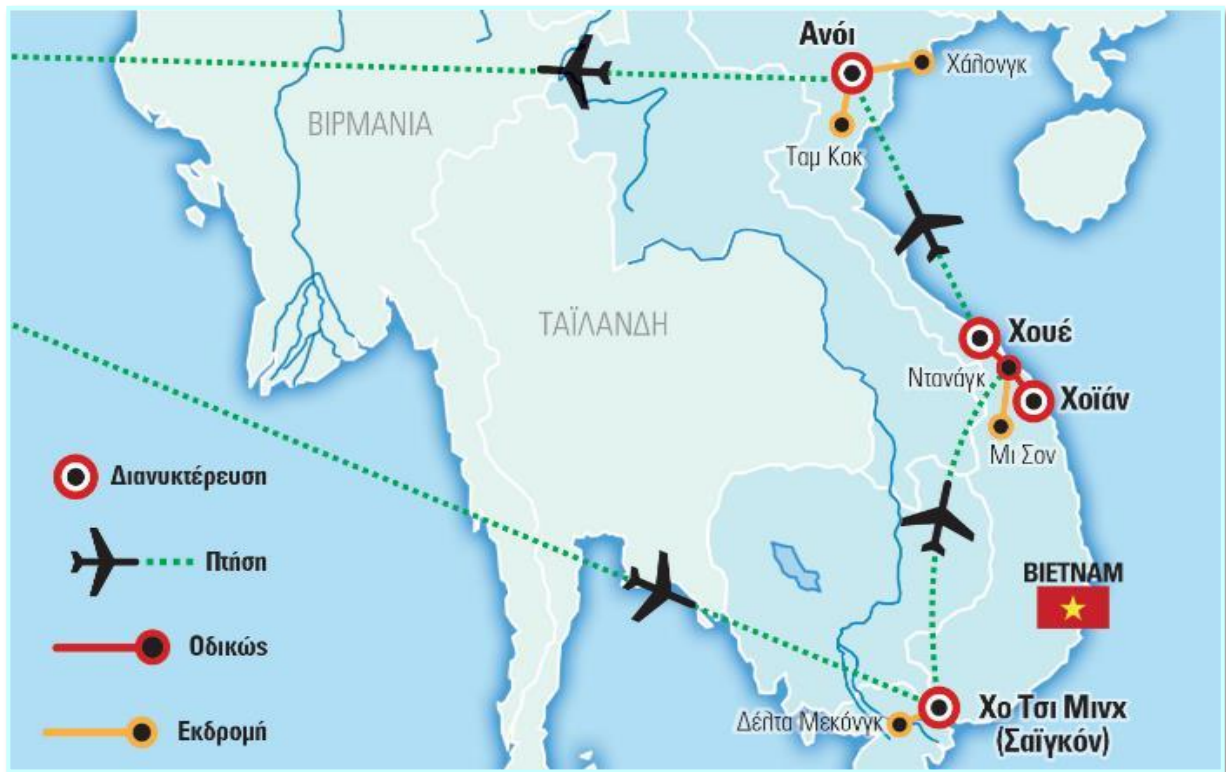 Ανόι
Χάλονγκ
ΒΙΡΜΑΝΙΑ
Ταμ Κοκ
ΤΑΪΛΑΝΔΗ
Χουέ
Ντανάγκ
Χοϊάν
Μι Σον
Διανυκτέρευση
Πτήση
ΒΙΕΤΝΑΜ
Οδικώς
Δέλτα Μεκόνγκ
Χο Τσι Μινχ
(Σαϊγκόν)
Εκδρομή